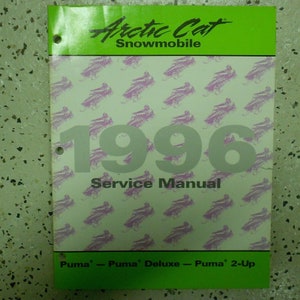 Arctic Cat
Snowmobile
1996
Service Manual
Puma® — Puma® Deluxe — Puma® 2-Up